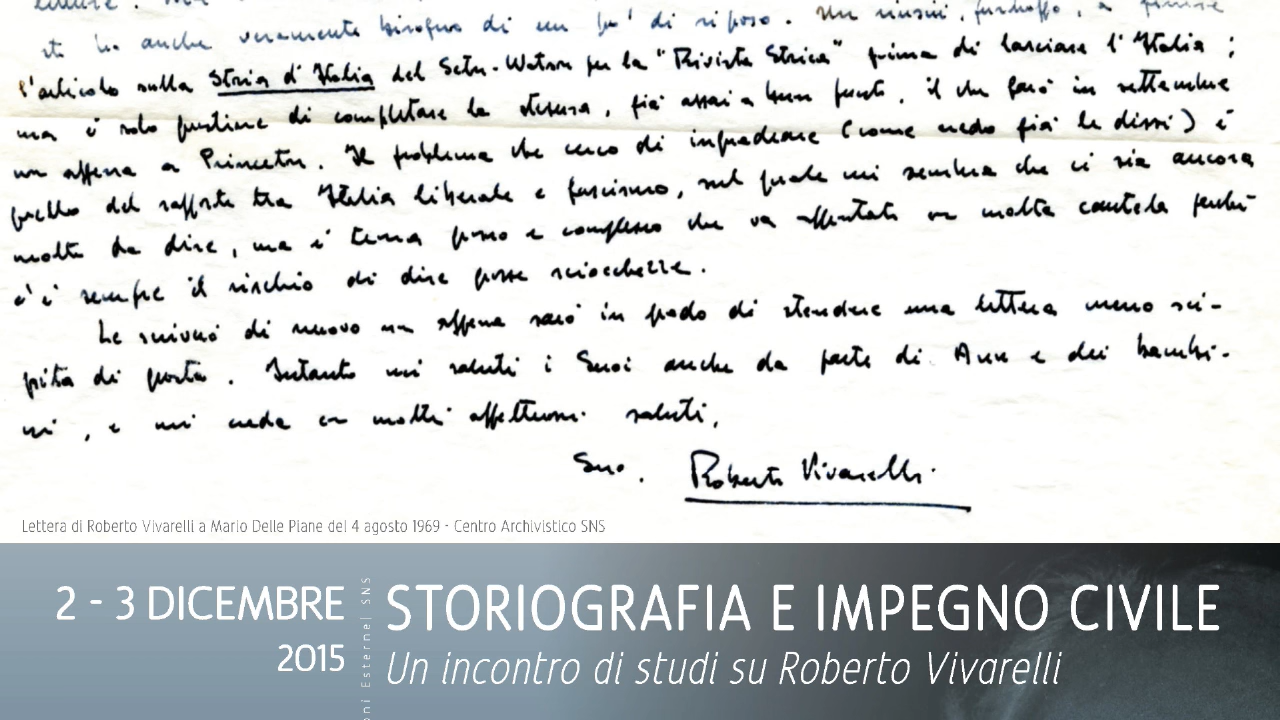 et ho anche veramente bisogno di un po' di riposo.
l'articolo sulla Storia d'Italia del Seton-Watson per la "Rivista Storica" prima di lasciare l'Italia;
ma è solo questione di completare la stesura, già assai a buon punto, il che farò in settembre
non appena a Princeton. Il problema che cerco di inquadrare (come credo già le dissi) è
quello del rapporto tra Italia liberale e fascismo, sul quale mi sembra che ci sia ancora
molto da dire, ma è tema grosso e complesso che va affrontato con molta cautela perché
c'è sempre il rischio di dire grosse sciocchezze.
Le scriverò di nuovo non appena sarò in grado di stendere una lettera meno sci-
pita di questa. Intanto mi saluti i Suoi anche da parte di Ann e dei bambi-
ni, e mi creda con molti affettuosi saluti,
Suo. Roberto Vivarelli.
Lettera di Roberto Vivarelli a Mario Delle Piane del 4 agosto 1969 - Centro Archivistico SNS
2 - 3 DICEMBRE
2015
Esterne| SNS
STORIOGRAFIA E IMPEGNO CIVILE
Un incontro di studi su Roberto Vivarelli